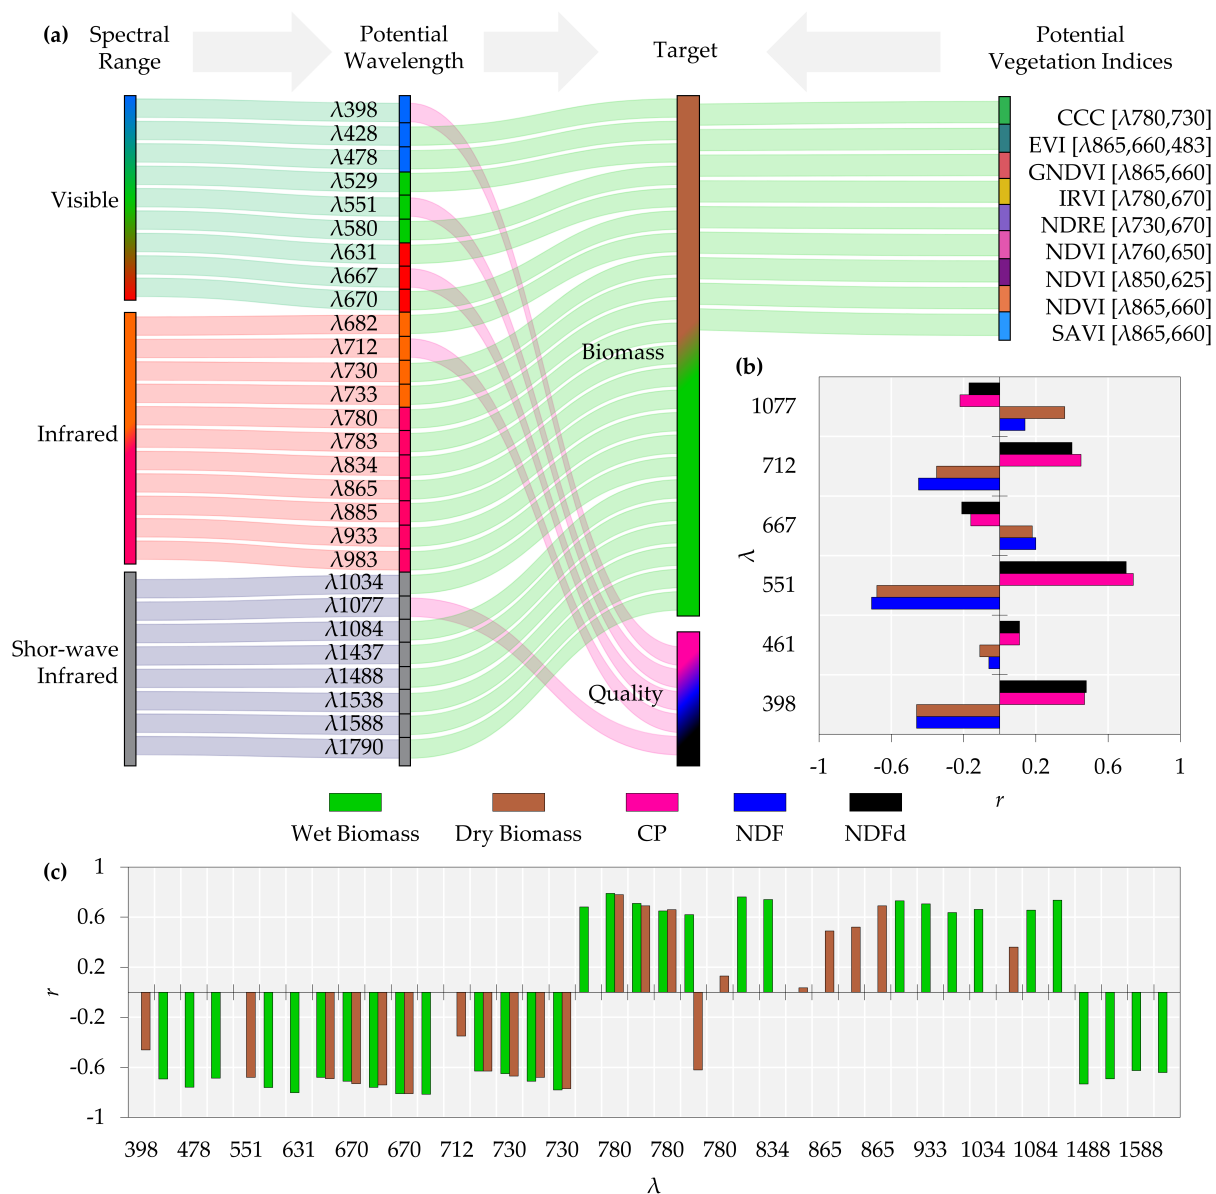 (a)
Spectral
Range
Potential
Wavelength
Target
Potential
Vegetation Indices
Visible
Infrared
Shor-wave
Infrared
λ398
λ428
λ478
λ529
λ551
λ580
λ631
λ667
λ670
λ682
λ712
λ730
λ733
λ780
λ783
λ834
λ865
λ885
λ933
λ983
λ1034
λ1077
λ1084
λ1437
λ1488
λ1538
λ1588
λ1790
Biomass
Quality
CCC [λ780,730]
EVI [λ865,660,483]
GNDVI [λ865,660]
IRVI [λ780,670]
NDRE [λ730,670]
NDVI [λ760,650]
NDVI [λ850,625]
NDVI [λ865,660]
SAVI [λ865,660]
(b)
1077
712
667
551
461
398
λ
-1 -0.6 -0.2 0.2 0.6 1
r
Wet Biomass Dry Biomass CP NDF NDFd
(c)
1
0.6
0.2
-0.2
-0.6
-1
r
398 478 551 631 670 670 712 730 730 780 780 780 834 865 865 933 1034 1084 1488 1588
λ